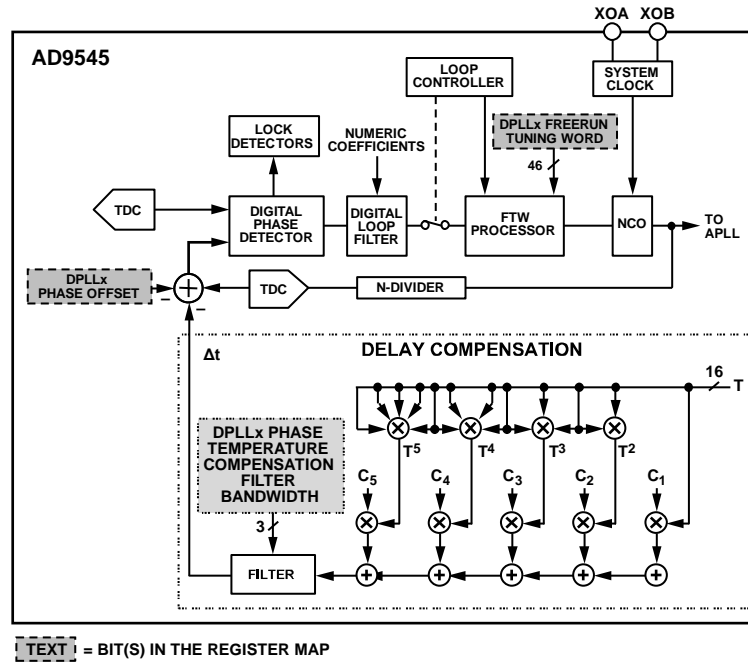 XOA XOB
AD9545
LOOP
CONTROLLER
SYSTEM
CLOCK
LOCK
DETECTORS
NUMERIC
COEFFICIENTS
DPLLx FREERUN
TUNING WORD
46
TDC
DIGITAL
PHASE
DETECTOR
DIGITAL
LOOP
FILTER
FTW
PROCESSOR
NCO
TO
APLL
DPLLx
PHASE OFFSET
–
+
–
TDC
N-DIVIDER
Δt
DELAY COMPENSATION
16
T
T⁵
T⁴
T³
T²
DPLLx PHASE
TEMPERATURE
COMPENSATION
FILTER
BANDWIDTH
C₅
C₄
C₃
C₂
C₁
3
FILTER
TEXT = BIT(S) IN THE REGISTER MAP